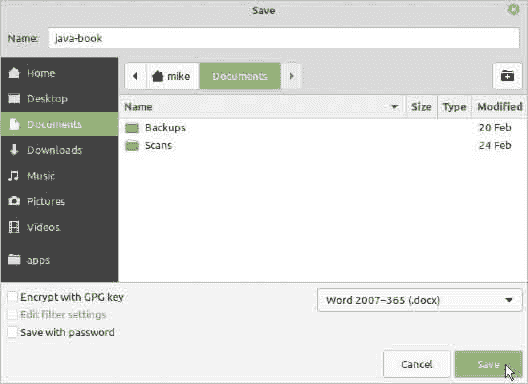 Save
Name: java-book
Home
Desktop
Documents
Downloads
Music
Pictures
Videos
apps
mike Documents
Name Size Type Modified
Backups 20 Feb
Scans 24 Feb
Encrypt with GPG key
Edit filter settings
Save with password
Word 2007–365 (.docx)
Cancel Save